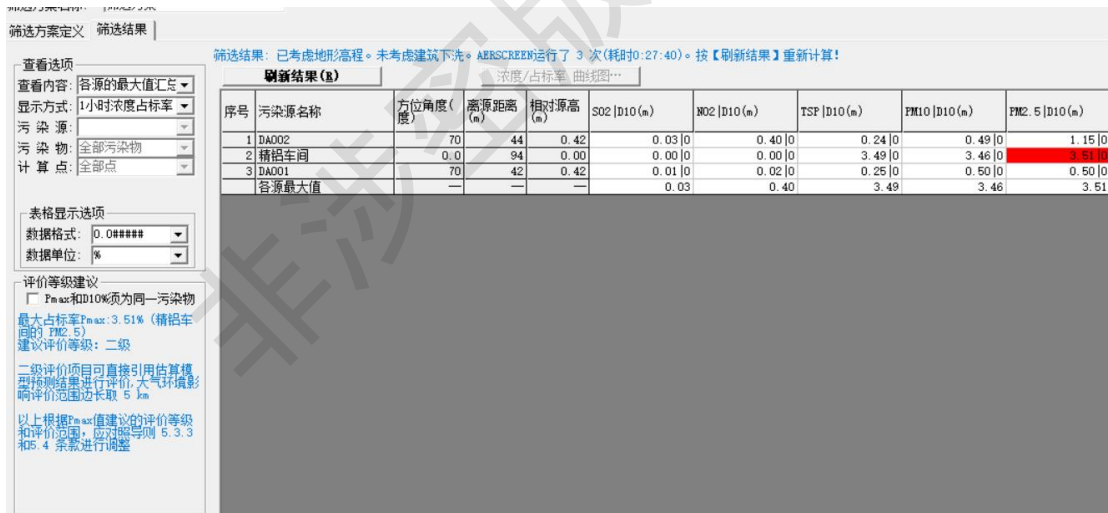 筛选方案定义 筛选结果
筛选结果: 已考虑地形高程。未考虑建筑下洗。AERSCREEN运行了 3 次(耗时0:27:40)。按【刷新结果】重新计算!
查看选项
查看内容: 各源的最大值汇总
显示方式: 1小时浓度占标率
污 染 源:
污 染 物: 全部污染物
计 算 点: 全部点
表格显示选项
数据格式: 0.0#####
数据单位: %
评价等级建议
Pmax和D10%须为同一污染物
最大占标率Pmax:3.51% (精铝车
间的 PM2.5)
建议评价等级: 二级
二级评价项目可直接引用估算模
型预测结果进行评价,大气环境影
响评价范围边长取 5 km
以上根据Pmax值建议的评价等级
和评价范围,应对照导则 5.3.3
和5.4 条款进行调整
刷新结果(R) 浓度/占标率 曲线图…
序号 污染源名称 方位角度(度) 离源距离(m) 相对源高(m) SO2|D10(m) NO2|D10(m) TSP|D10(m) PM10|D10(m) PM2.5|D10(m)
1 DA002 70 44 0.42 0.03|0 0.40|0 0.24|0 0.49|0 1.15|0
2 精铝车间 0.0 94 0.00 0.00|0 0.00|0 3.49|0 3.46|0 3.51|0
3 DA001 70 42 0.42 0.01|0 0.02|0 0.25|0 0.50|0 0.50|0
各源最大值 — — — 0.03 0.40 3.49 3.46 3.51